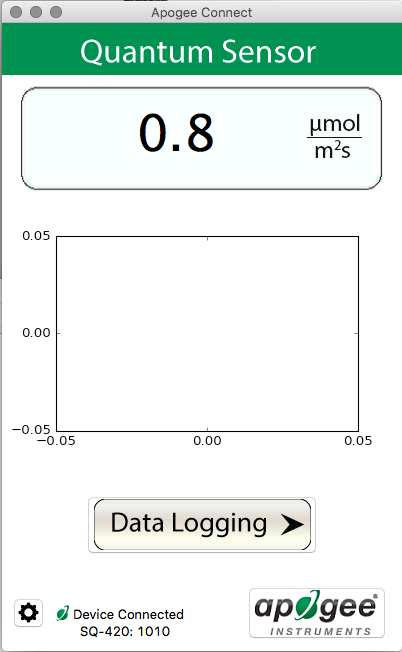 Apogee Connect
Quantum Sensor
0.8
µmol
m²s
0.05
0.00
−0.05
−0.05 0.00 0.05
Data Logging
Device Connected
SQ-420: 1010
apogee®
INSTRUMENTS